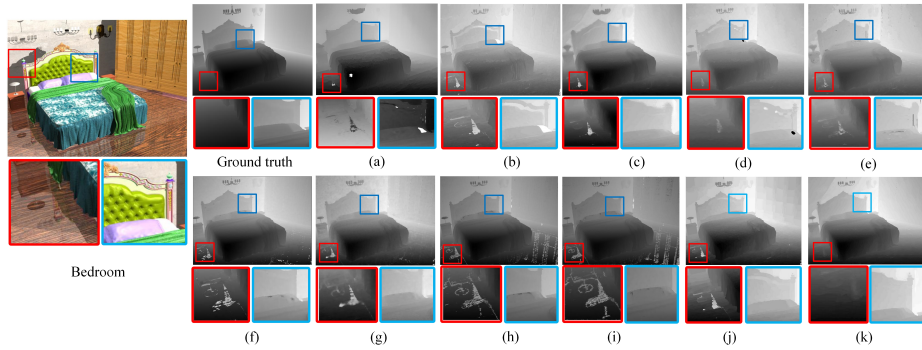 Ground truth
(a)
(b)
(c)
(d)
(e)
Bedroom
(f)
(g)
(h)
(i)
(j)
(k)